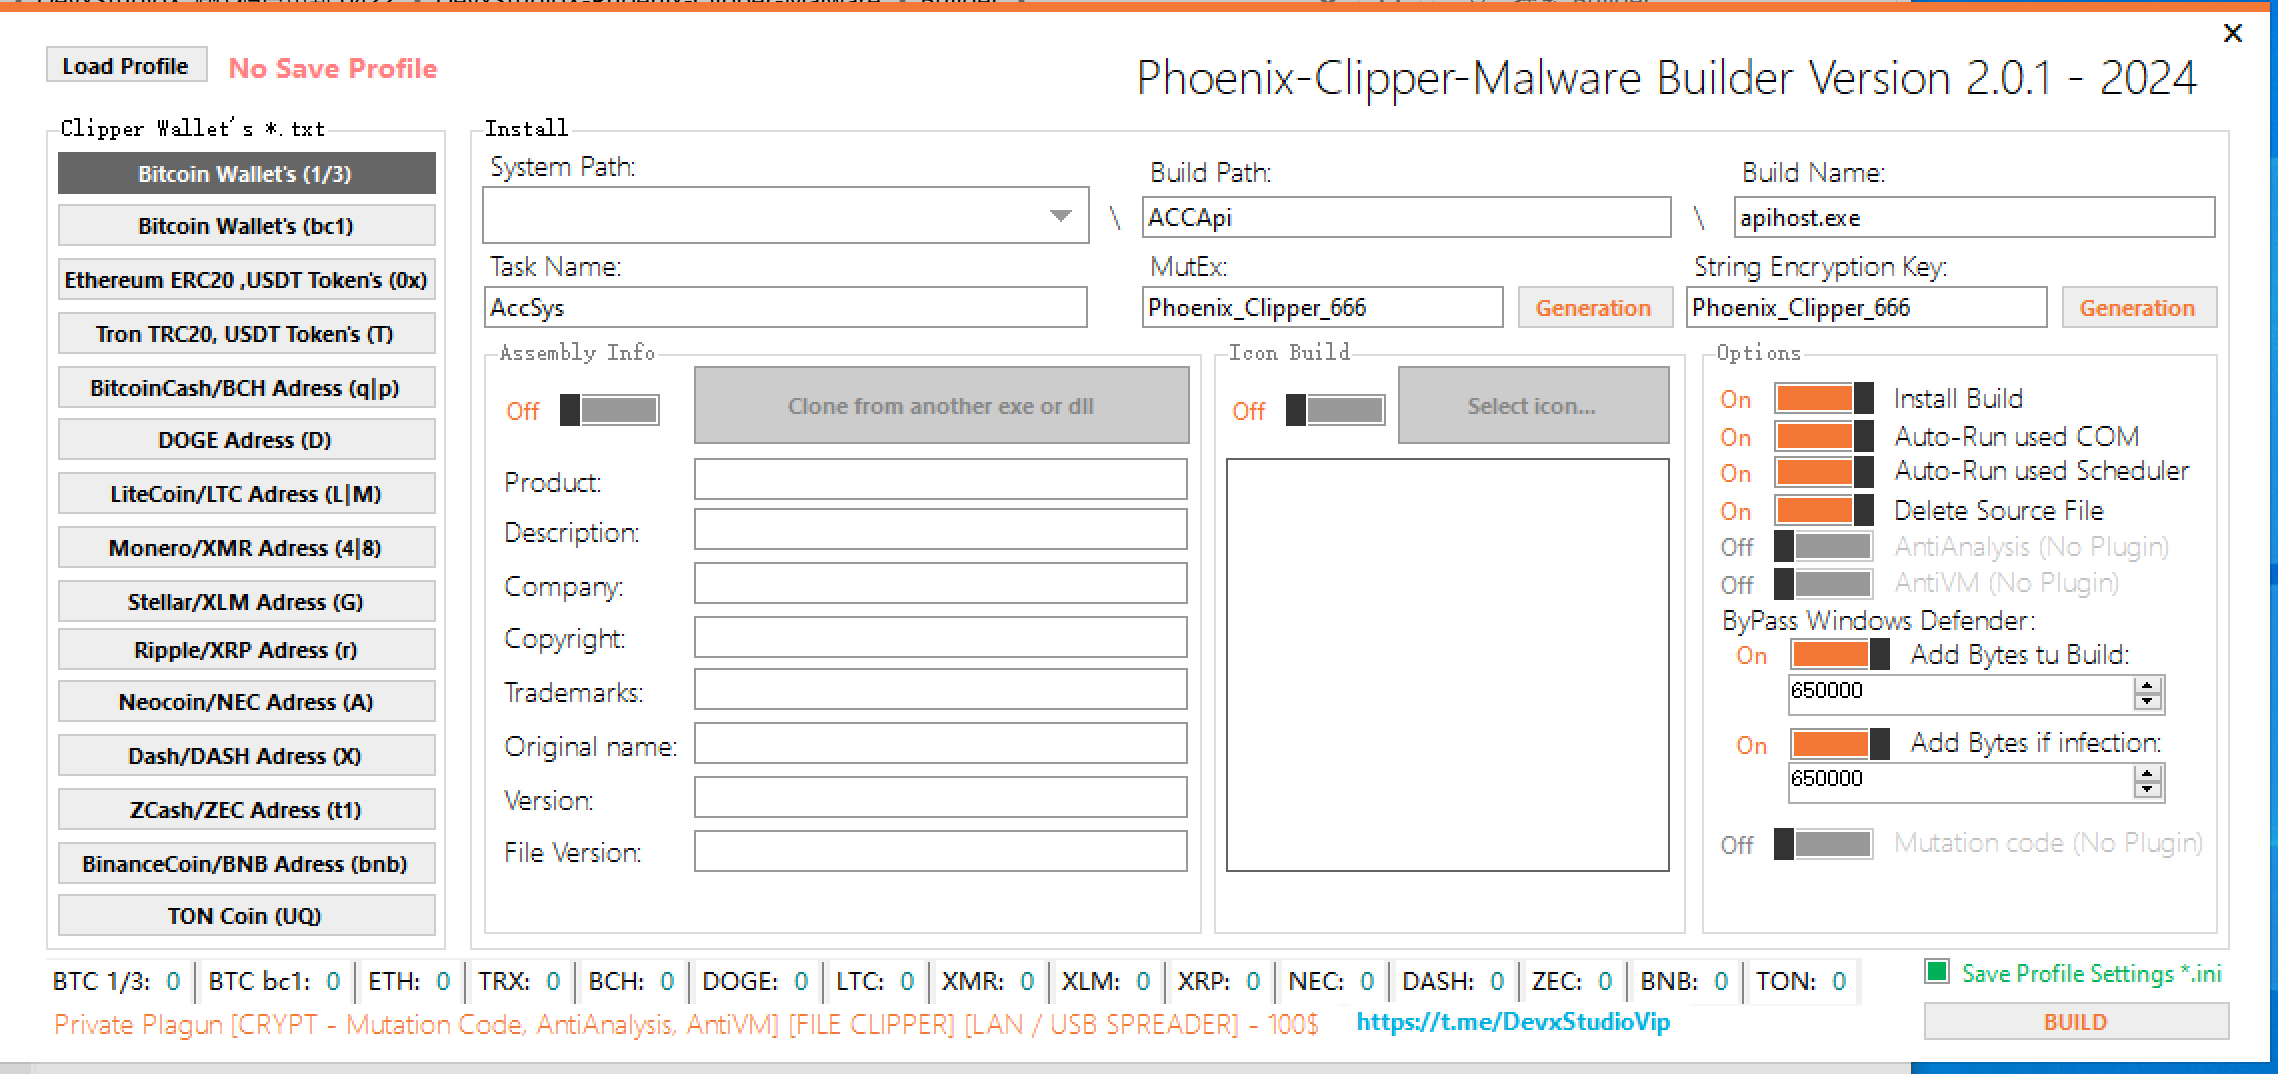 Load Profile
No Save Profile
Phoenix-Clipper-Malware Builder Version 2.0.1 - 2024
Clipper Wallet's *.txt
Bitcoin Wallet's (1/3)
Bitcoin Wallet's (bc1)
Ethereum ERC20 ,USDT Token's (0x)
Tron TRC20, USDT Token's (T)
BitcoinCash/BCH Adress (q|p)
DOGE Adress (D)
LiteCoin/LTC Adress (L|M)
Monero/XMR Adress (4|8)
Stellar/XLM Adress (G)
Ripple/XRP Adress (r)
Neocoin/NEC Adress (A)
Dash/DASH Adress (X)
ZCash/ZEC Adress (t1)
BinanceCoin/BNB Adress (bnb)
TON Coin (UQ)
Install
System Path:
\
Build Path:
ACCApi
\
Build Name:
apihost.exe
Task Name:
AccSys
MutEx:
Phoenix_Clipper_666
Generation
String Encryption Key:
Phoenix_Clipper_666
Generation
Assembly Info
Off
Clone from another exe or dll
Product:
Description:
Company:
Copyright:
Trademarks:
Original name:
Version:
File Version:
Icon Build
Off
Select icon...
Options
On Install Build
On Auto-Run used COM
On Auto-Run used Scheduler
On Delete Source File
Off AntiAnalysis (No Plugin)
Off AntiVM (No Plugin)
ByPass Windows Defender:
On Add Bytes tu Build:
650000
On Add Bytes if infection:
650000
Off Mutation code (No Plugin)
BTC 1/3: 0 BTC bc1: 0 ETH: 0 TRX: 0 BCH: 0 DOGE: 0 LTC: 0 XMR: 0 XLM: 0 XRP: 0 NEC: 0 DASH: 0 ZEC: 0 BNB: 0 TON: 0
Save Profile Settings *.ini
Private Plagun [CRYPT - Mutation Code, AntiAnalysis, AntiVM] [FILE CLIPPER] [LAN / USB SPREADER] - 100$ https://t.me/DevxStudioVip
BUILD